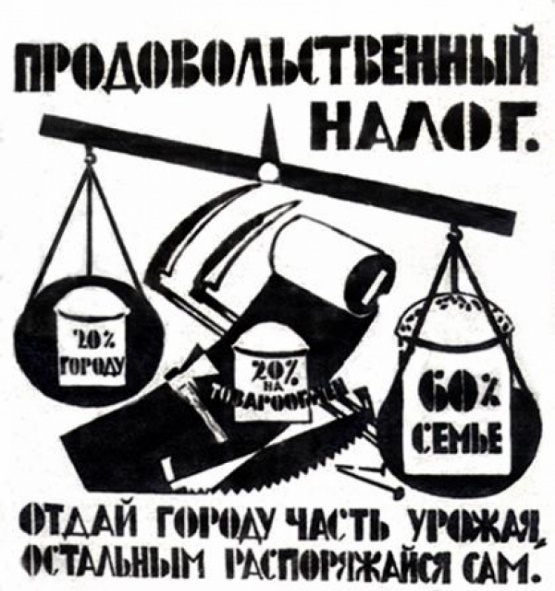 ПРОДОВОЛЬСТВЕННЫЙ
НАЛОГ.
20%
ГОРОДУ
20%
НА
ТОВАРООБМЕН
60%
СЕМЬЕ
ОТДАЙ ГОРОДУ ЧАСТЬ УРОЖАЯ,
ОСТАЛЬНЫМ РАСПОРЯЖАЙСЯ САМ.